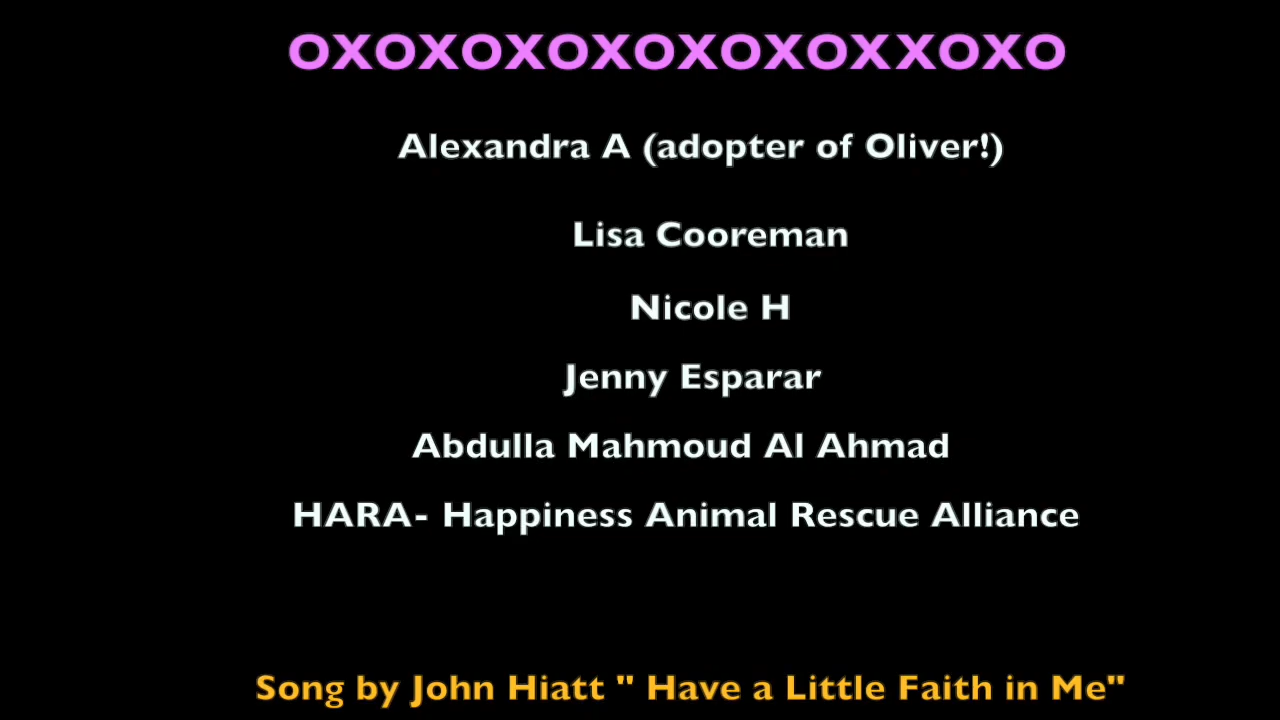 OXOXOXOXOXOXOXXOXO
Alexandra A (adopter of Oliver!)
Lisa Cooreman
Nicole H
Jenny Esparar
Abdulla Mahmoud Al Ahmad
HARA- Happiness Animal Rescue Alliance
Song by John Hiatt " Have a Little Faith in Me"